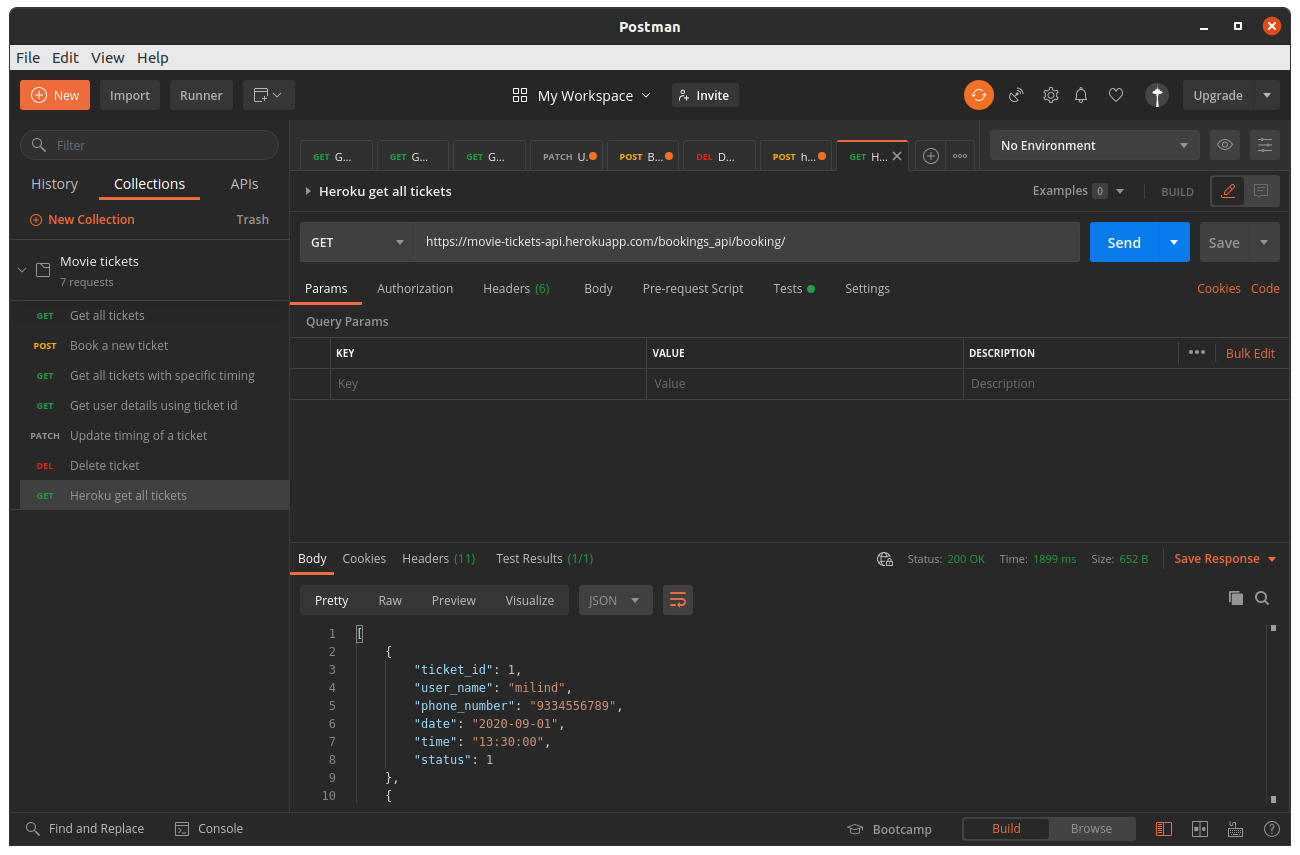 Postman
File Edit View Help
New Import Runner My Workspace Invite Upgrade
Filter
History Collections APIs
New Collection Trash
Movie tickets
7 requests
GET Get all tickets
POST Book a new ticket
GET Get all tickets with specific timing
GET Get user details using ticket id
PATCH Update timing of a ticket
DEL Delete ticket
GET Heroku get all tickets
GET G... GET G... GET G... PATCH U. POST B... DEL D... POST h... GET H...
No Environment
Heroku get all tickets Examples 0 BUILD
GET https://movie-tickets-api.herokuapp.com/bookings_api/booking/ Send Save
Params Authorization Headers (6) Body Pre-request Script Tests Settings Cookies Code
Query Params
KEY VALUE DESCRIPTION Bulk Edit
Key Value Description
Body Cookies Headers (11) Test Results (1/1) Status: 200 OK Time: 1899 ms Size: 652 B Save Response
Pretty Raw Preview Visualize JSON
1 [
2 {
3 "ticket_id": 1,
4 "user_name": "milind",
5 "phone_number": "9334556789",
6 "date": "2020-09-01",
7 "time": "13:30:00",
8 "status": 1
9 },
10 {
Find and Replace Console Bootcamp Build Browse